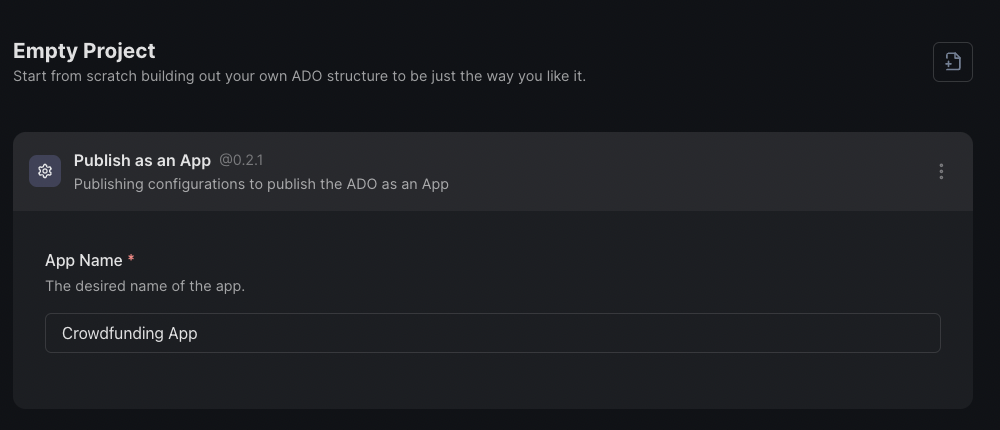 Empty Project
Start from scratch building out your own ADO structure to be just the way you like it.
Publish as an App @0.2.1
Publishing configurations to publish the ADO as an App
App Name *
The desired name of the app.
Crowdfunding App